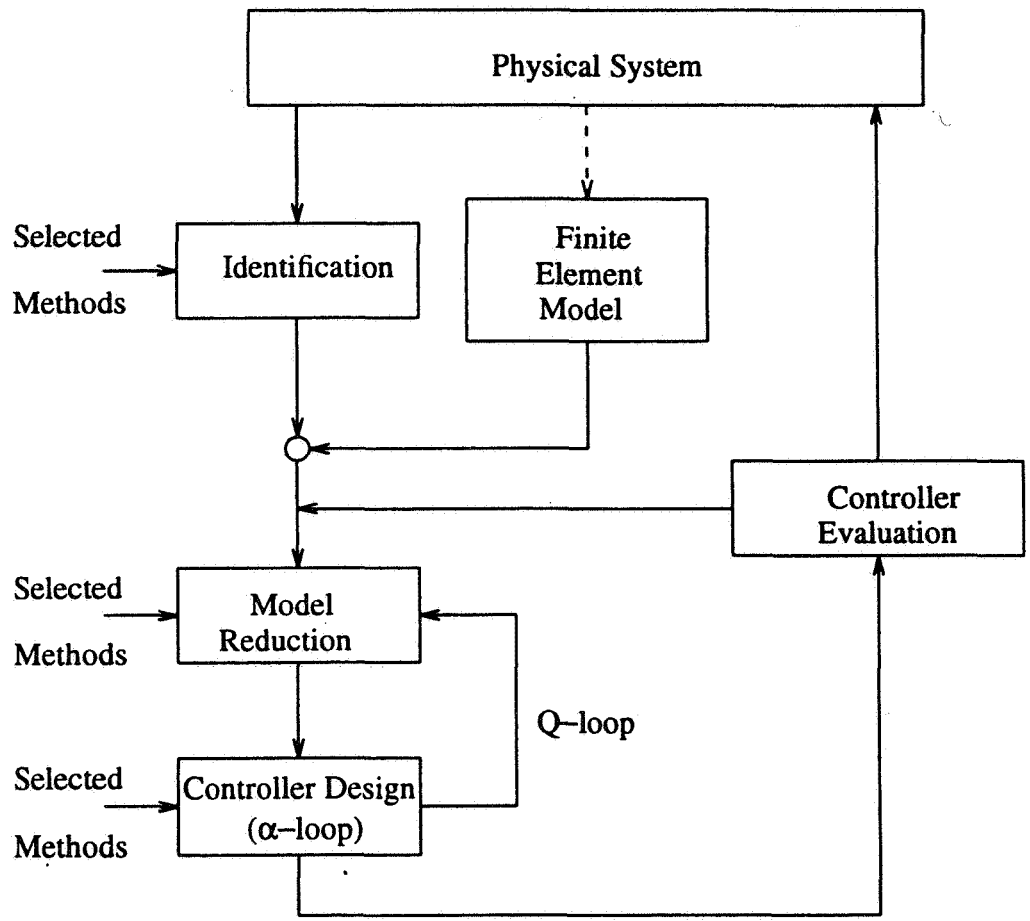 Physical System
Selected
Methods
Identification
Finite
Element
Model
Controller
Evaluation
Selected
Methods
Model
Reduction
Q–loop
Selected
Methods
Controller Design
(α–loop)